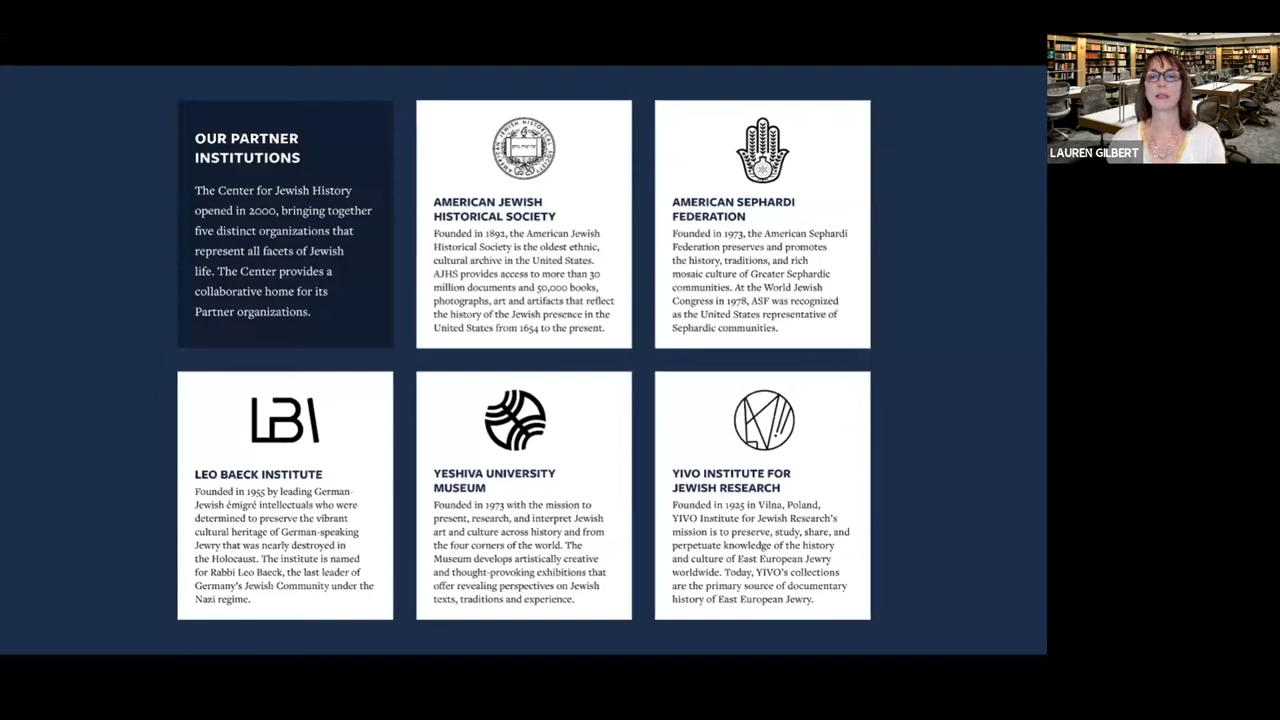 OUR PARTNER
INSTITUTIONS
The Center for Jewish History
opened in 2000, bringing together
five distinct organizations that
represent all facets of Jewish
life. The Center provides a
collaborative home for its
Partner organizations.
AMERICAN JEWISH HISTORICAL SOCIETY
AMERICAN JEWISH
HISTORICAL SOCIETY
Founded in 1892, the American Jewish
Historical Society is the oldest ethnic,
cultural archive in the United States.
AJHS provides access to more than 30
million documents and 50,000 books,
photographs, art and artifacts that reflect
the history of the Jewish presence in the
United States from 1654 to the present.
AMERICAN SEPHARDI
FEDERATION
Founded in 1973, the American Sephardi
Federation preserves and promotes
the history, traditions, and rich
mosaic culture of Greater Sephardic
communities. At the World Jewish
Congress in 1978, ASF was recognized
as the United States representative of
Sephardic communities.
LBI
LEO BAECK INSTITUTE
Founded in 1955 by leading German-
Jewish émigré intellectuals who were
determined to preserve the vibrant
cultural heritage of German-speaking
Jewry that was nearly destroyed in
the Holocaust. The institute is named
for Rabbi Leo Baeck, the last leader of
Germany's Jewish Community under the
Nazi regime.
YESHIVA UNIVERSITY
MUSEUM
Founded in 1973 with the mission to
present, research, and interpret Jewish
art and culture across history and from
the four corners of the world. The
Museum develops artistically creative
and thought-provoking exhibitions that
offer revealing perspectives on Jewish
texts, traditions and experience.
YIVO INSTITUTE FOR
JEWISH RESEARCH
Founded in 1925 in Vilna, Poland,
YIVO Institute for Jewish Research's
mission is to preserve, study, share, and
perpetuate knowledge of the history
and culture of East European Jewry
worldwide. Today, YIVO's collections
are the primary source of documentary
history of East European Jewry.
LAUREN GILBERT